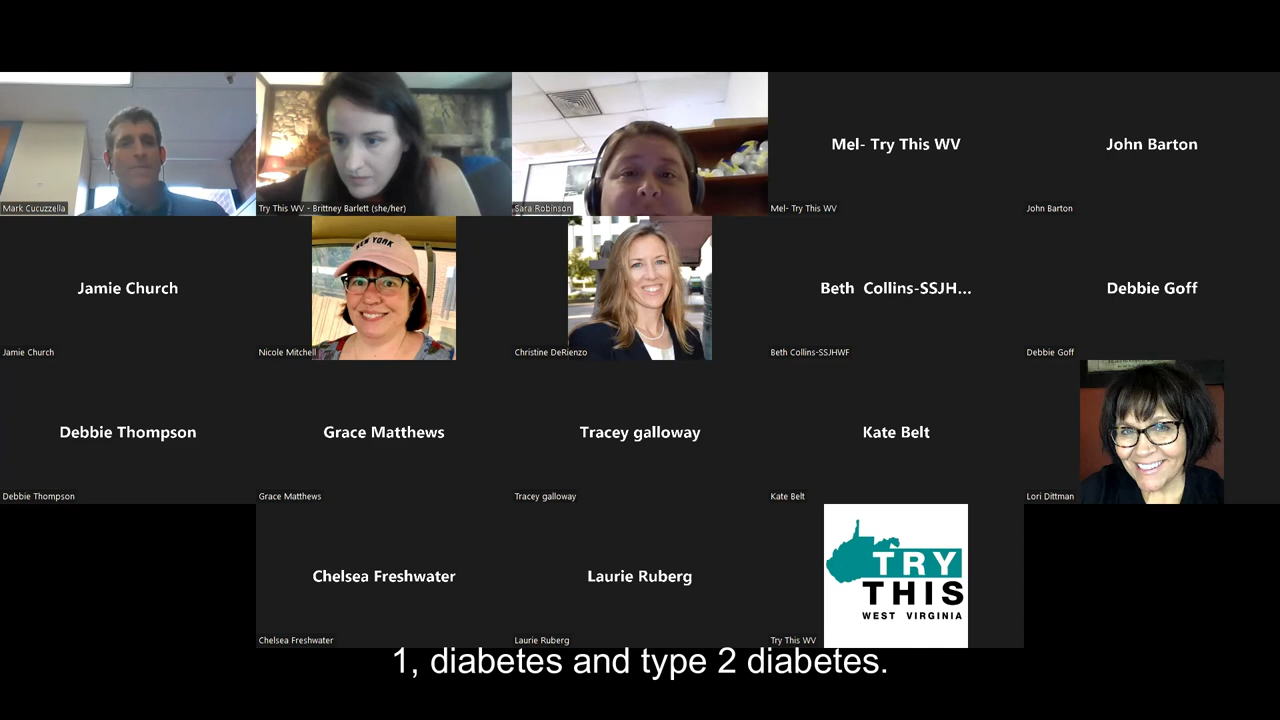 Mark Cucuzzella
Try This WV - Brittney Barlett (she/her)
Sara Robinson
Mel- Try This WV
Mel- Try This WV
John Barton
John Barton
Jamie Church
Jamie Church
NEW YORK
Nicole Mitchell
Christine DeRienzo
Beth Collins-SSJH...
Beth Collins-SSJHWF
Debbie Goff
Debbie Goff
Debbie Thompson
Debbie Thompson
Grace Matthews
Grace Matthews
Tracey galloway
Tracey galloway
Kate Belt
Kate Belt
Lori Dittman
Chelsea Freshwater
Chelsea Freshwater
Laurie Ruberg
Laurie Ruberg
TRY
THIS
WEST VIRGINIA
Try This WV
1, diabetes and type 2 diabetes.